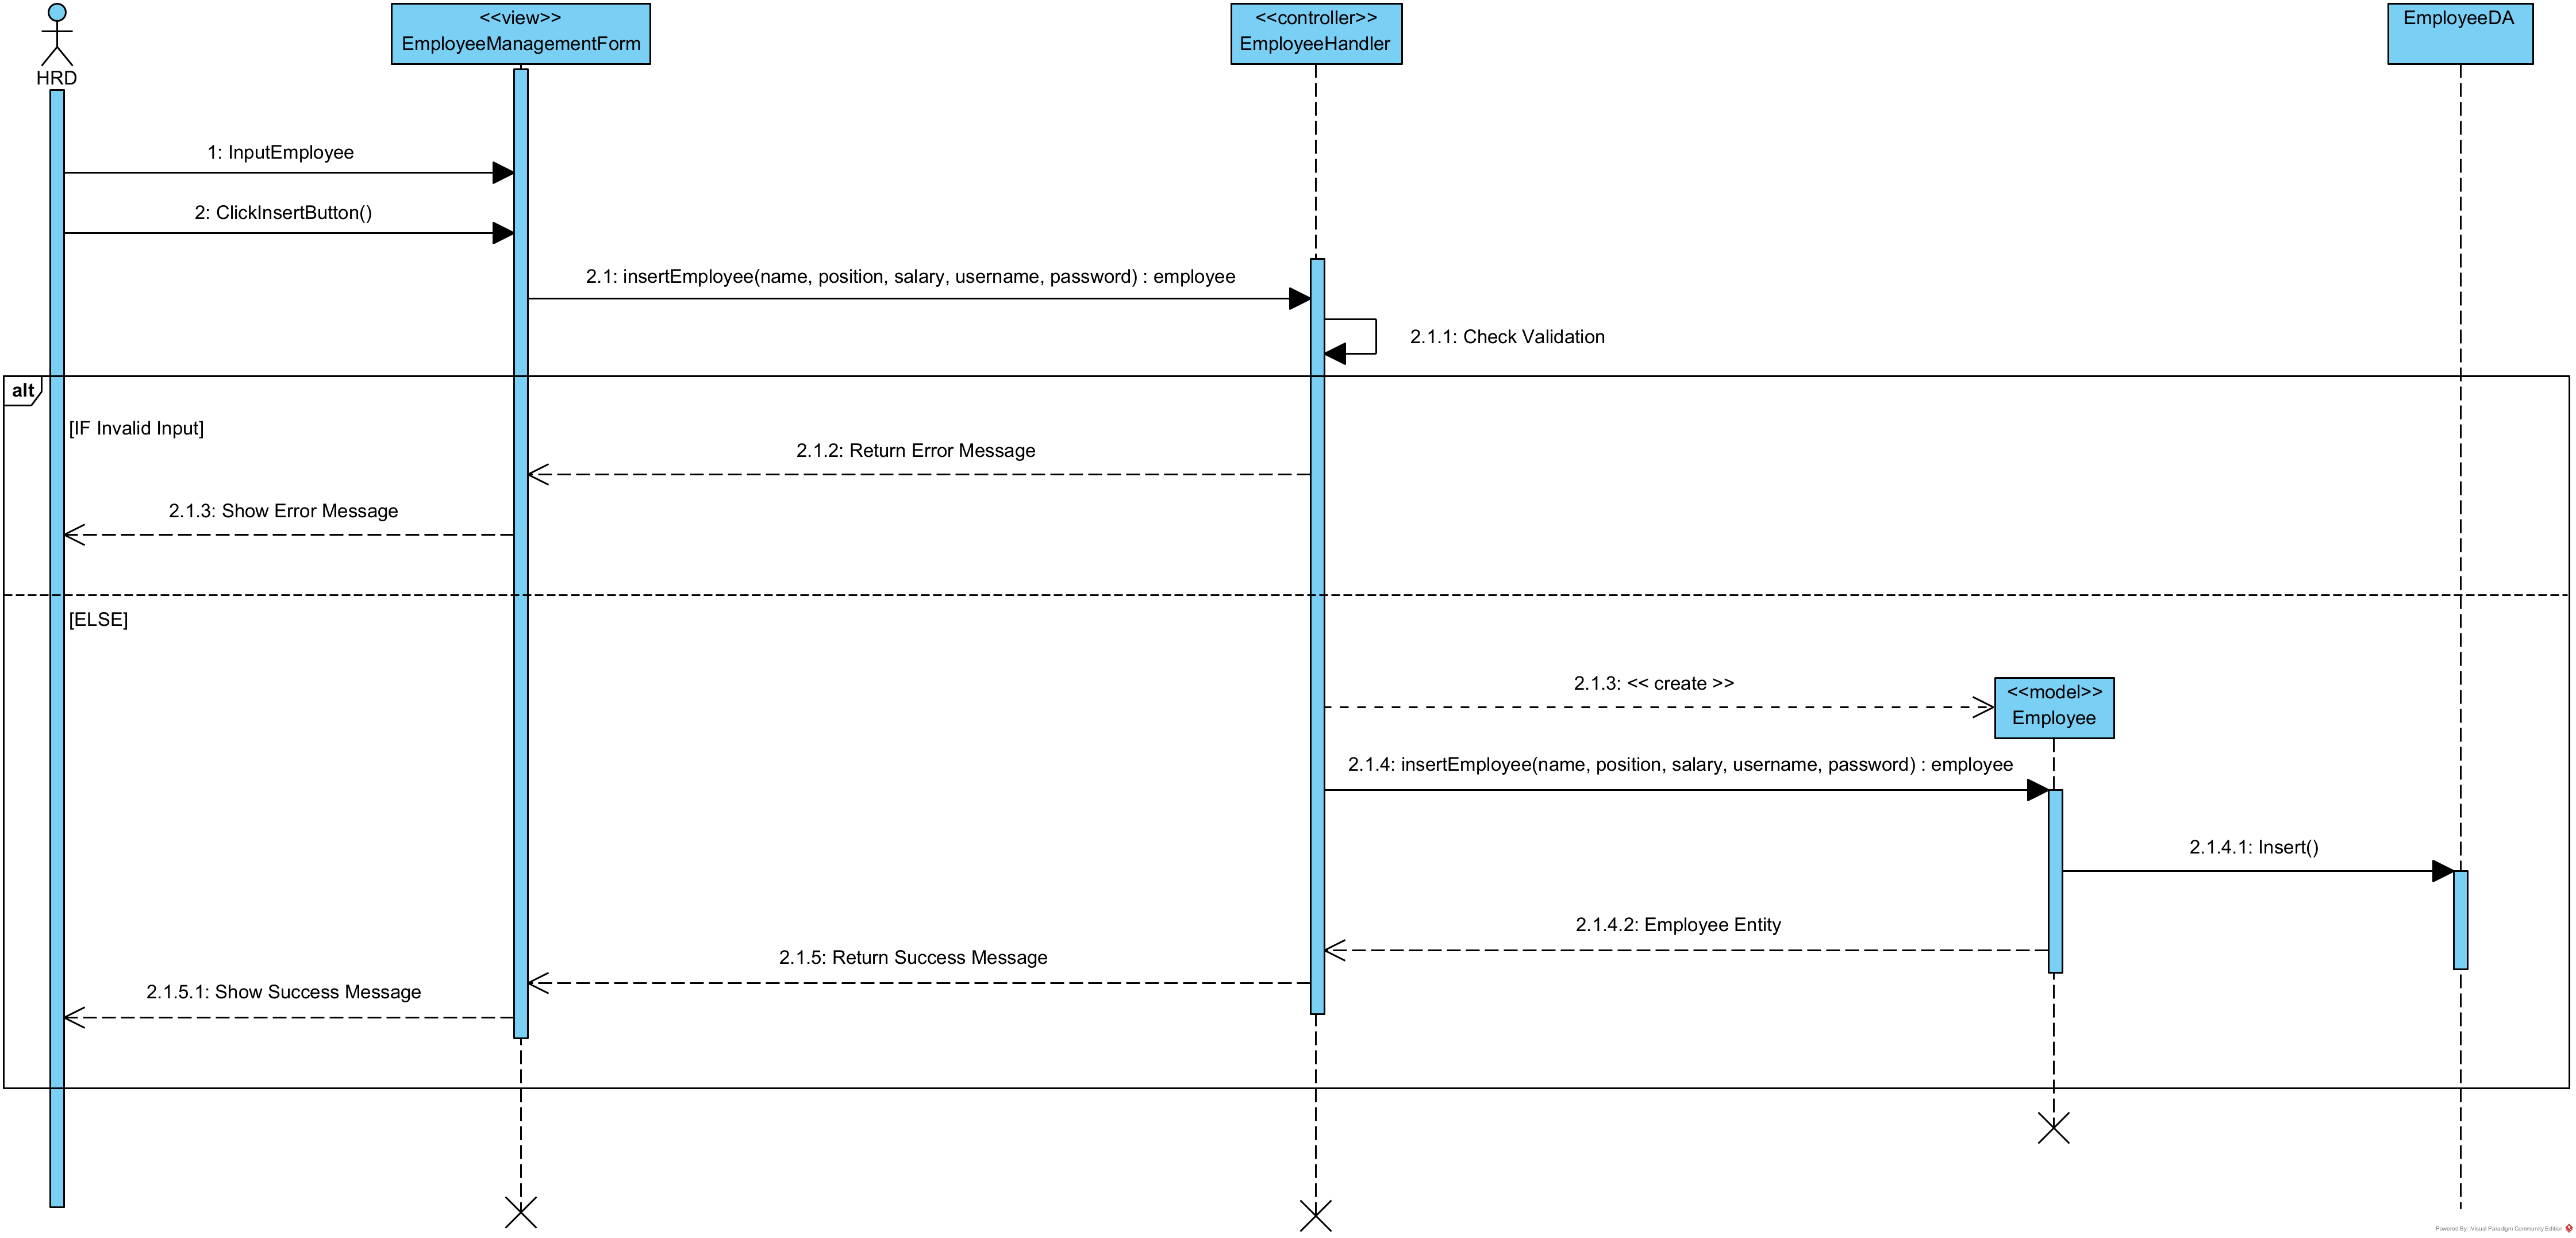 <<view>>
EmployeeManagementForm
<<controller>>
EmployeeHandler
EmployeeDA
HRD
1: InputEmployee
2: ClickInsertButton()
2.1: insertEmployee(name, position, salary, username, password) : employee
2.1.1: Check Validation
alt
[IF Invalid Input]
2.1.2: Return Error Message
2.1.3: Show Error Message
[ELSE]
2.1.3: << create >>
<<model>>
Employee
2.1.4: insertEmployee(name, position, salary, username, password) : employee
2.1.4.1: Insert()
2.1.4.2: Employee Entity
2.1.5: Return Success Message
2.1.5.1: Show Success Message
Powered By Visual Paradigm Community Edition